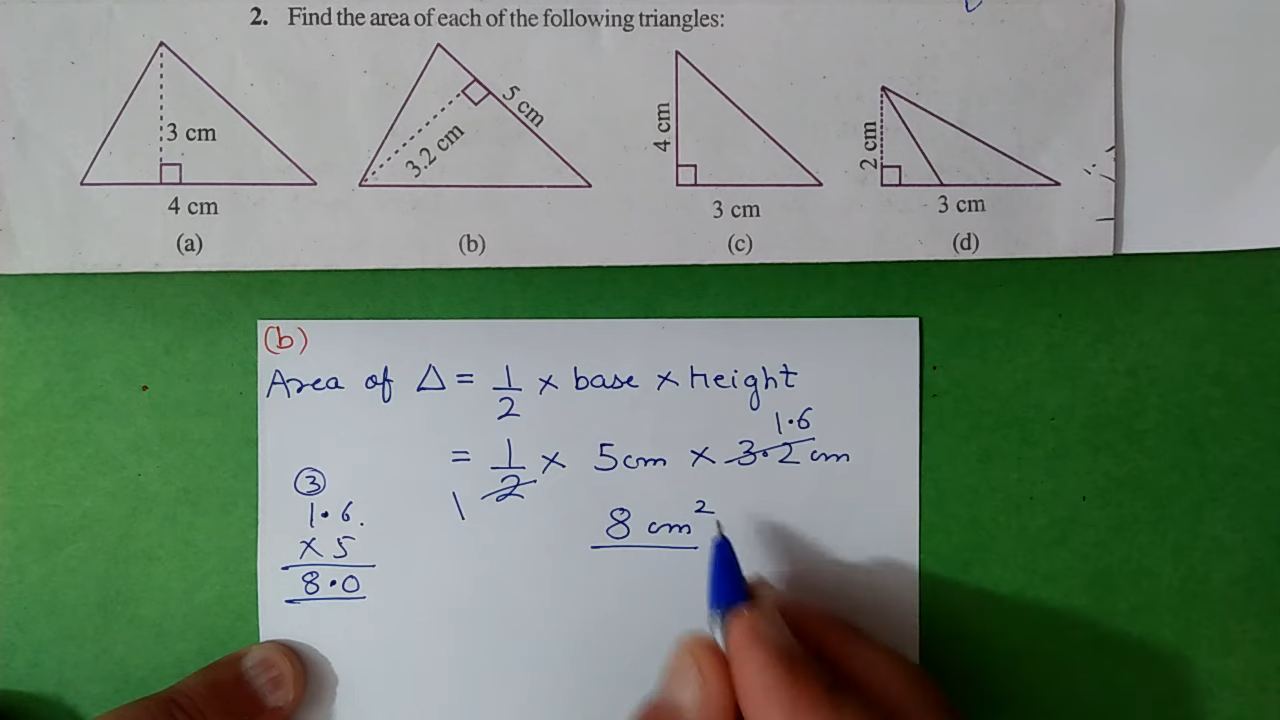 2. Find the area of each of the following triangles:
3 cm
4 cm
(a)
3.2 cm
5 cm
(b)
4 cm
3 cm
(c)
2 cm
3 cm
(d)
(b)
Area of Δ = 1/2 × base × height
1.6
= 1/2 × 5cm × 3.2 cm
1
8 cm²
3
1.6.
× 5
8.0